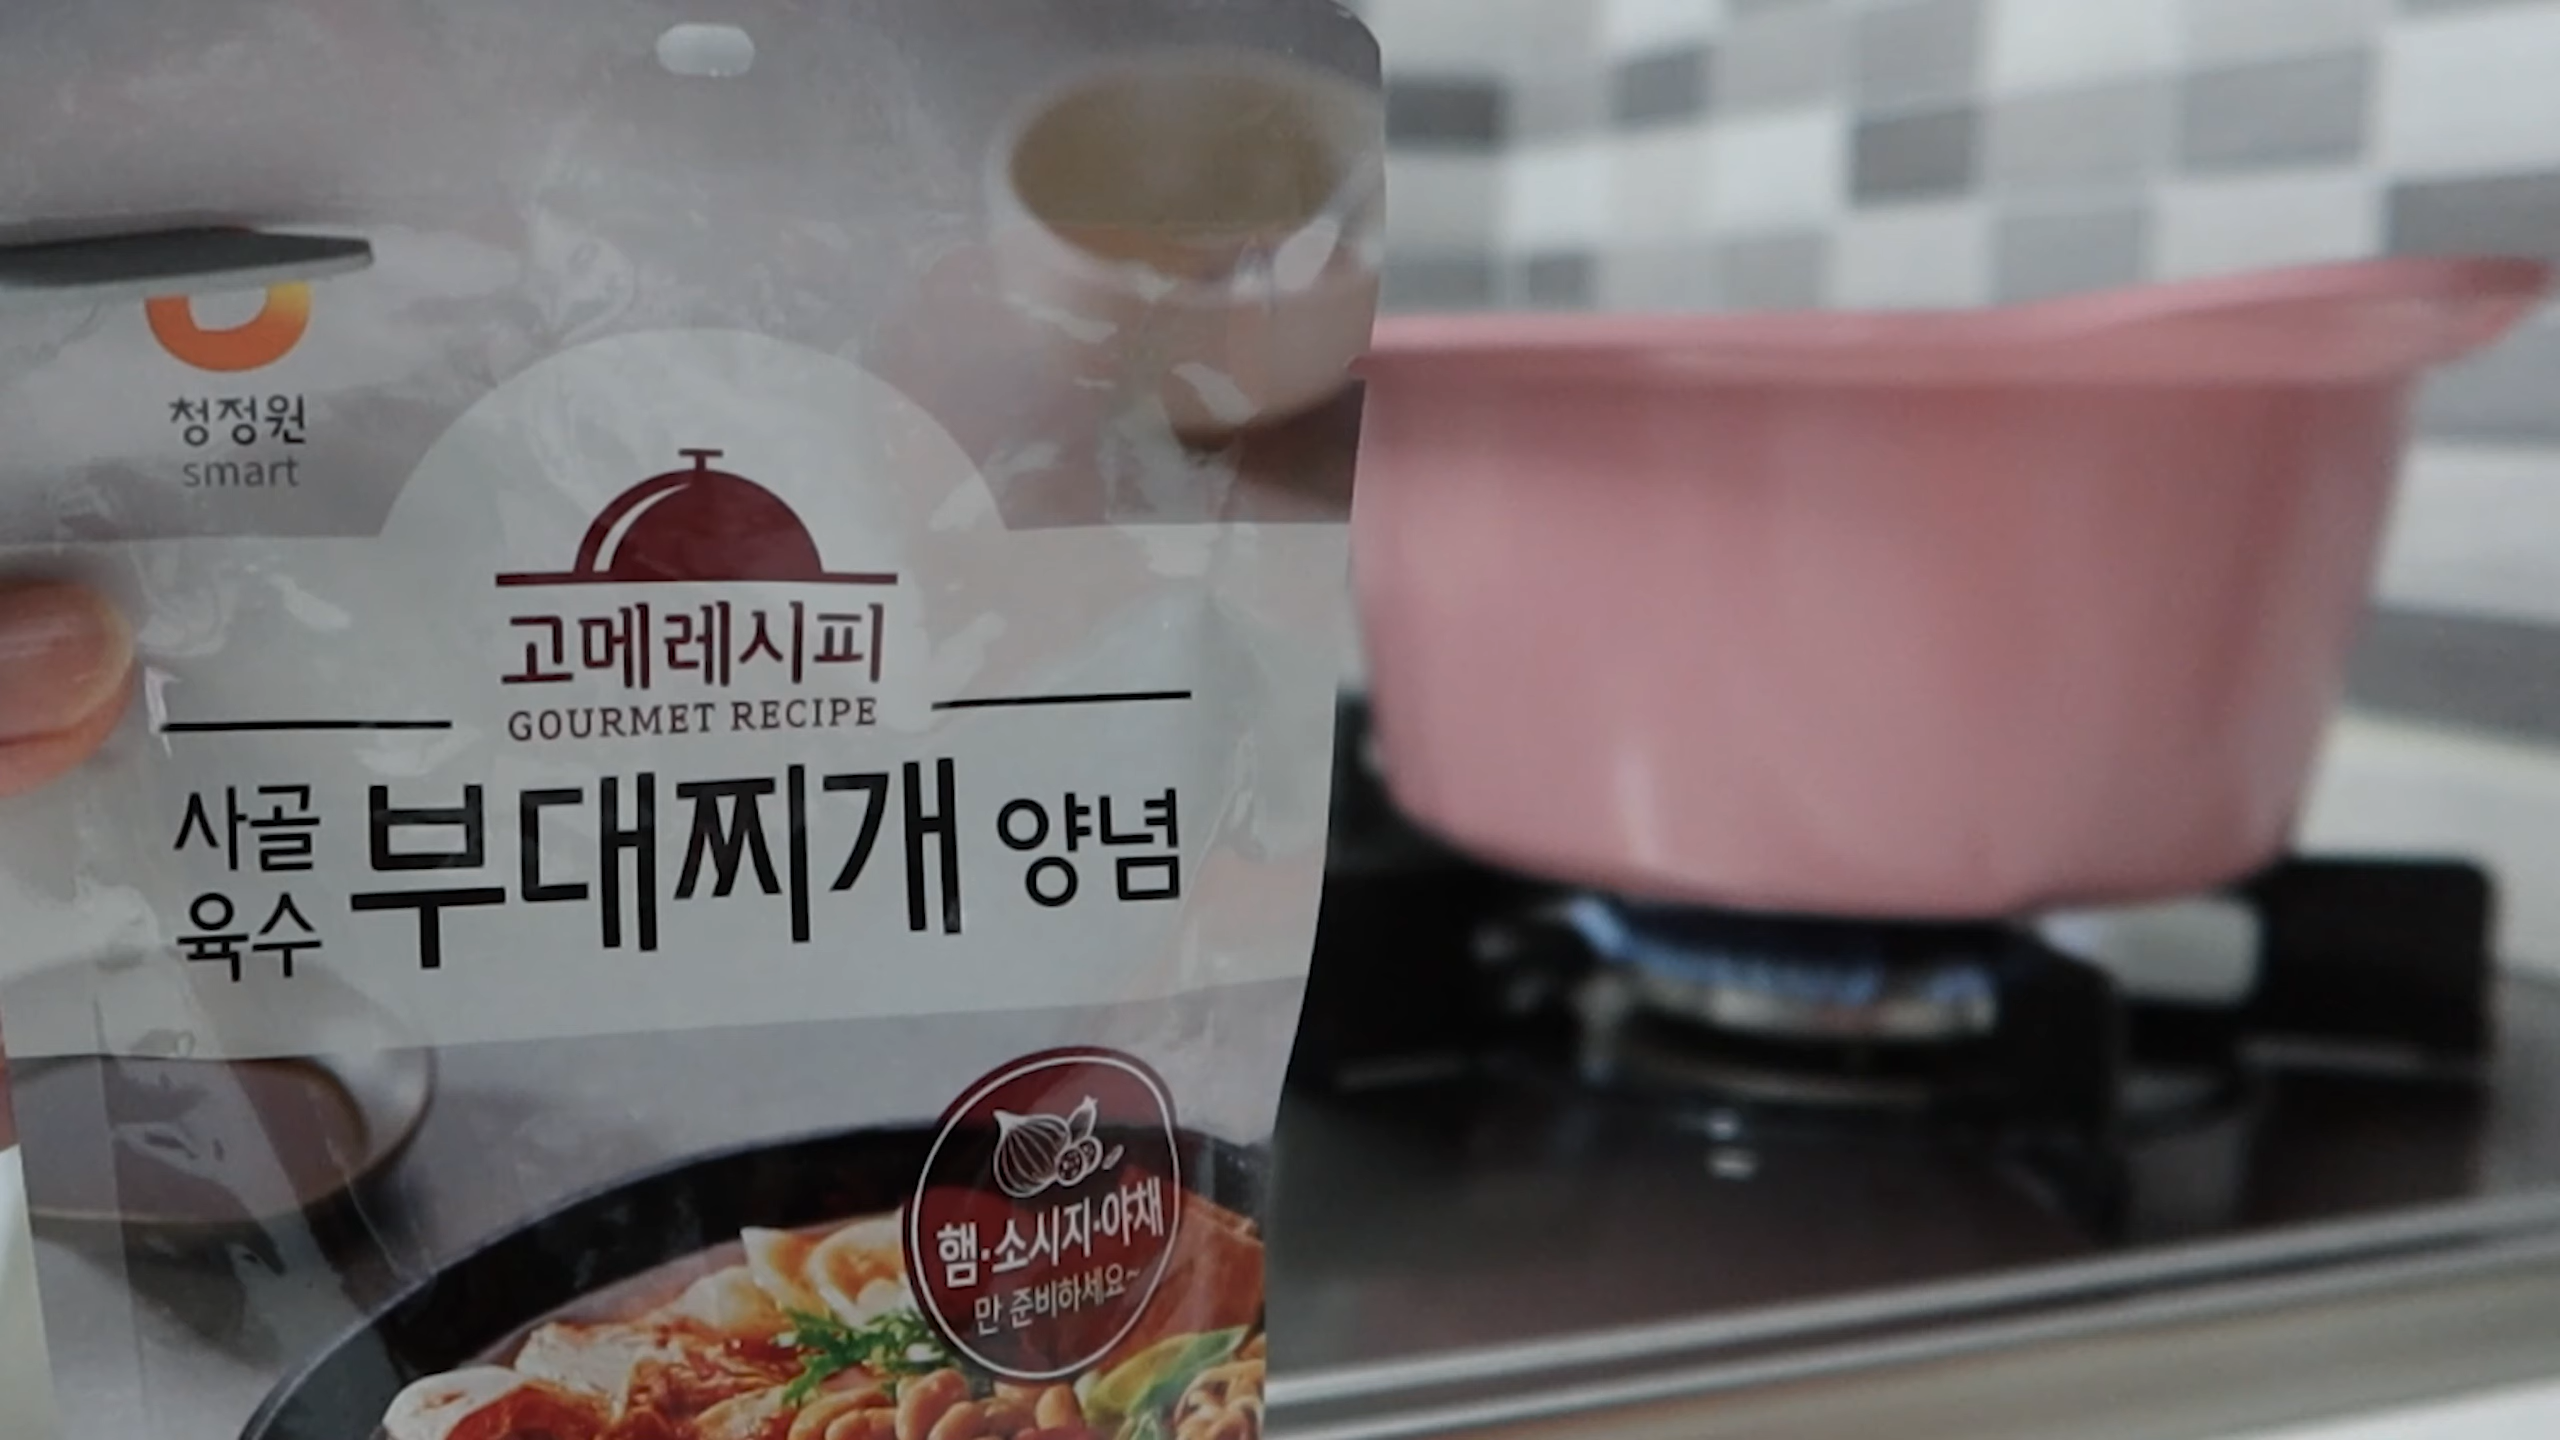 청정원
smart
고메레시피
GOURMET RECIPE
사골
육수
부대찌개 양념
햄·소시지·야채
만 준비하세요~